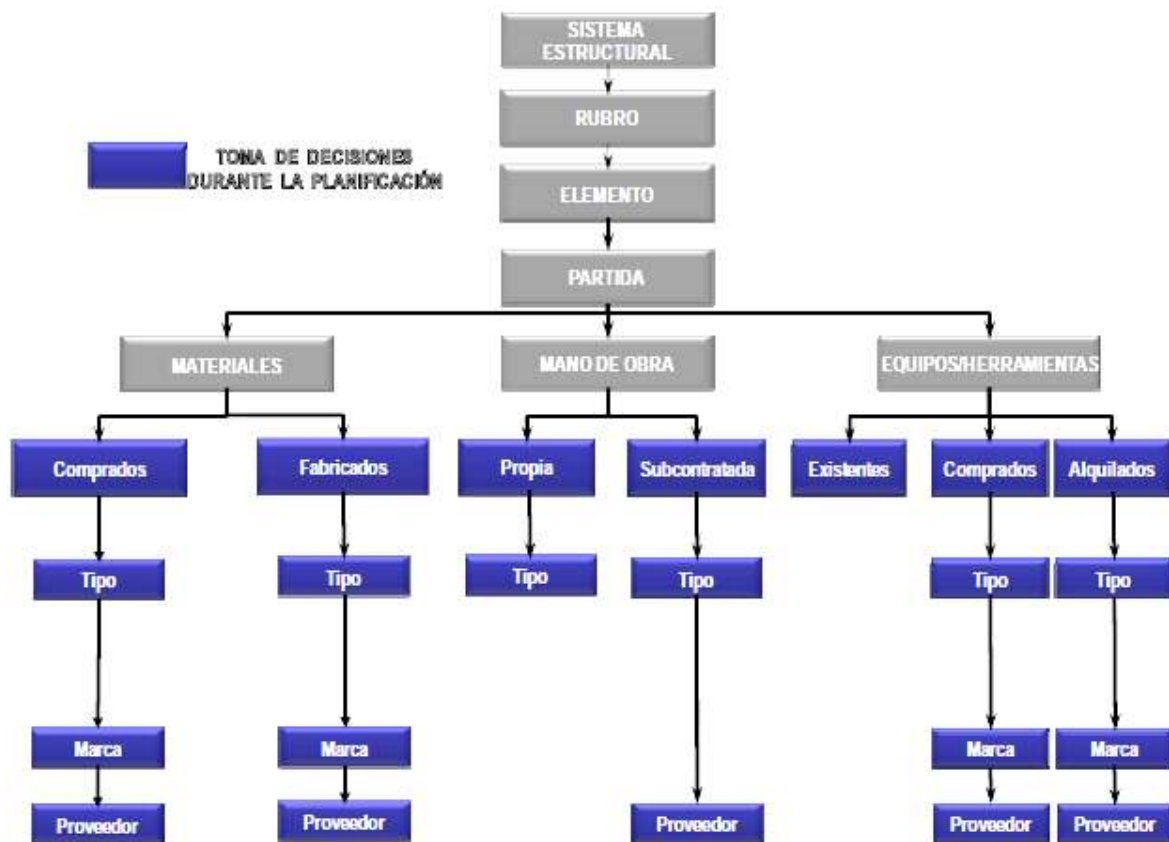 SISTEMA
ESTRUCTURAL
RUBRO
TOMA DE DECISIONES
DURANTE LA PLANIFICACIÓN
ELEMENTO
PARTIDA
MATERIALES
MANO DE OBRA
EQUIPOS/HERRAMIENTAS
Comprados
Fabricados
Propia
Subcontratada
Existentes
Comprados
Alquilados
Tipo
Tipo
Tipo
Tipo
Tipo
Tipo
Marca
Marca
Marca
Marca
Proveedor
Proveedor
Proveedor
Proveedor
Proveedor